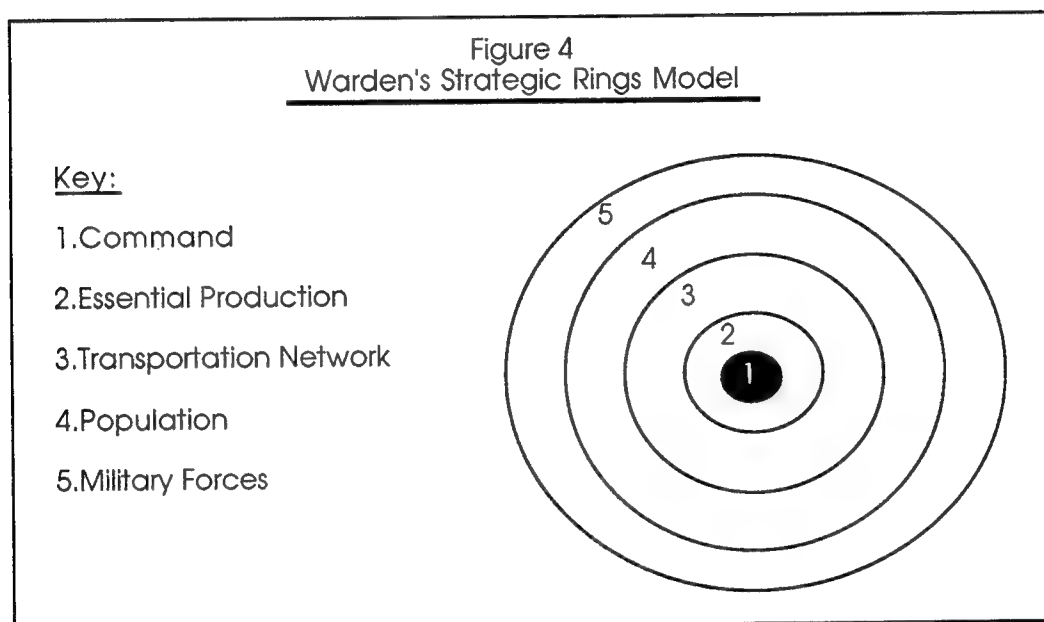 Figure 4
Warden's Strategic Rings Model
Key:
1.Command
2.Essential Production
3.Transportation Network
4.Population
5.Military Forces
5
4
3
2
1